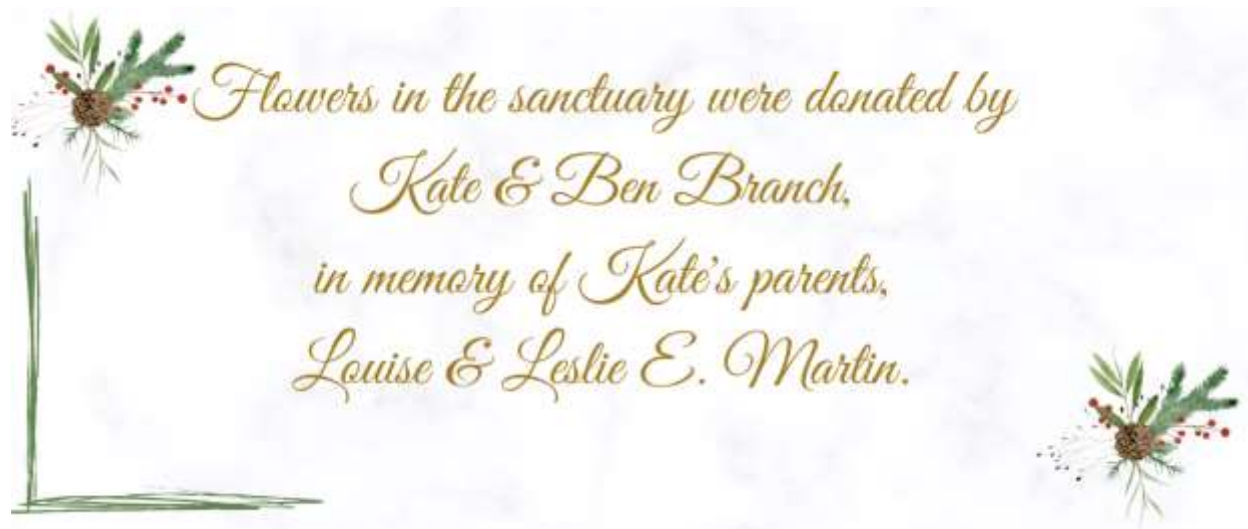 Flowers in the sanctuary were donated by
Kate & Ben Branch,
in memory of Kate's parents,
Louise & Leslie E. Martin.